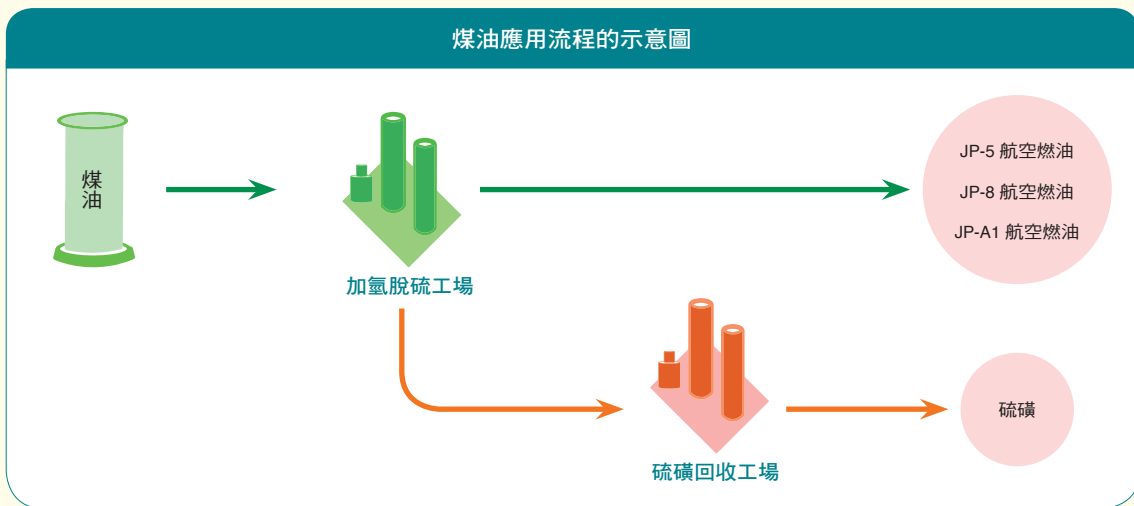 煤油應用流程的示意圖
煤油
JP-5 航空燃油
JP-8 航空燃油
JP-A1 航空燃油
加氫脫硫工場
硫磺回收工場
硫磺